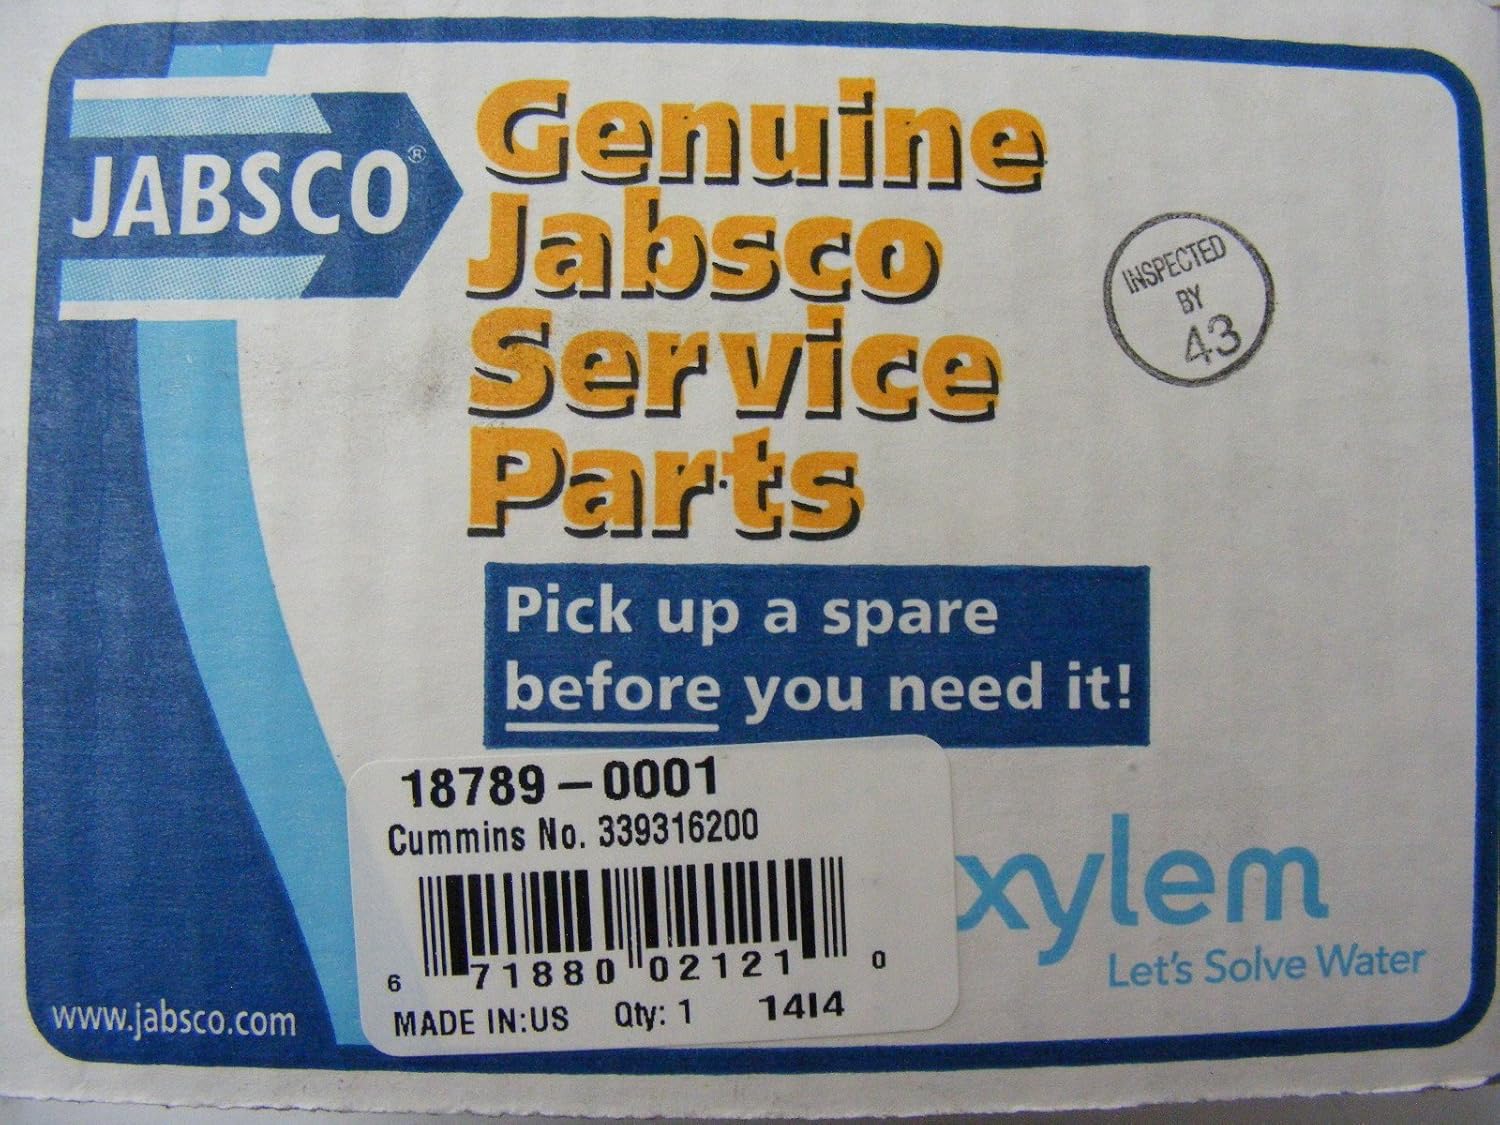 JABSCO®
Genuine
Jabsco
Service
Parts
INSPECTED
BY
43
Pick up a spare
before you need it!
18789-0001
Cummins No. 339316200
6 71880 02121 0
MADE IN:US Qty: 1 14I4
xylem
Let's Solve Water
www.jabsco.com